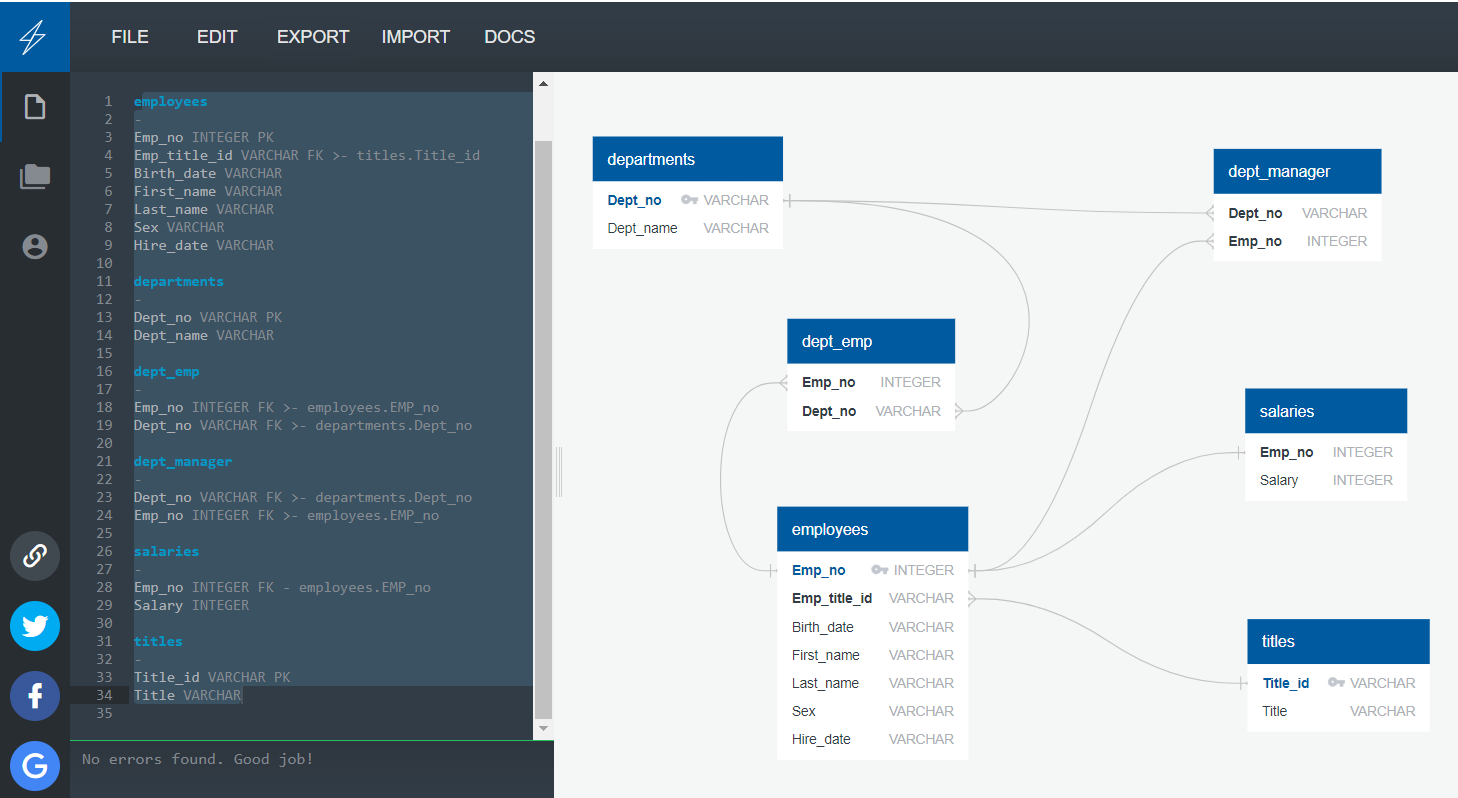 FILE EDIT EXPORT IMPORT DOCS
1 employees
2 -
3 Emp_no INTEGER PK
4 Emp_title_id VARCHAR FK >- titles.Title_id
5 Birth_date VARCHAR
6 First_name VARCHAR
7 Last_name VARCHAR
8 Sex VARCHAR
9 Hire_date VARCHAR
10
11 departments
12 -
13 Dept_no VARCHAR PK
14 Dept_name VARCHAR
15
16 dept_emp
17 -
18 Emp_no INTEGER FK >- employees.EMP_no
19 Dept_no VARCHAR FK >- departments.Dept_no
20
21 dept_manager
22 -
23 Dept_no VARCHAR FK >- departments.Dept_no
24 Emp_no INTEGER FK >- employees.EMP_no
25
26 salaries
27 -
28 Emp_no INTEGER FK - employees.EMP_no
29 Salary INTEGER
30
31 titles
32 -
33 Title_id VARCHAR PK
34 Title VARCHAR
35
No errors found. Good job!
departments
Dept_no VARCHAR
Dept_name VARCHAR
dept_manager
Dept_no VARCHAR
Emp_no INTEGER
dept_emp
Emp_no INTEGER
Dept_no VARCHAR
salaries
Emp_no INTEGER
Salary INTEGER
employees
Emp_no INTEGER
Emp_title_id VARCHAR
Birth_date VARCHAR
First_name VARCHAR
Last_name VARCHAR
Sex VARCHAR
Hire_date VARCHAR
titles
Title_id VARCHAR
Title VARCHAR